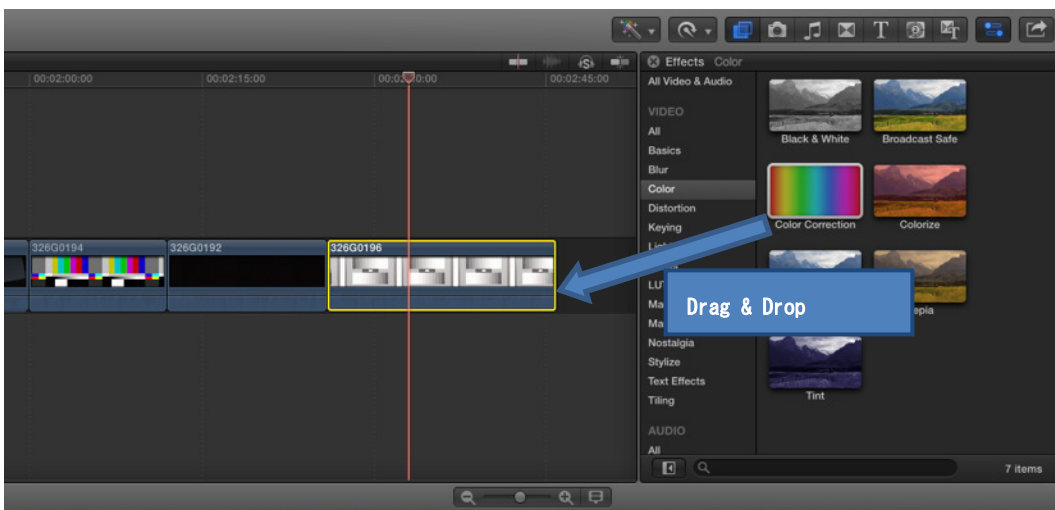 Effects Color
00:02:00:00 00:02:15:00 00:02:45:00
All Video & Audio
VIDEO
All
Basics
Blur
Color
Distortion
Keying
Nostalgia
Stylize
Text Effects
Tiling
AUDIO
All
Black & White Broadcast Safe
Color Correction Colorize
Tint
326G0194 326G0192 326G0196
Drag & Drop
7 items